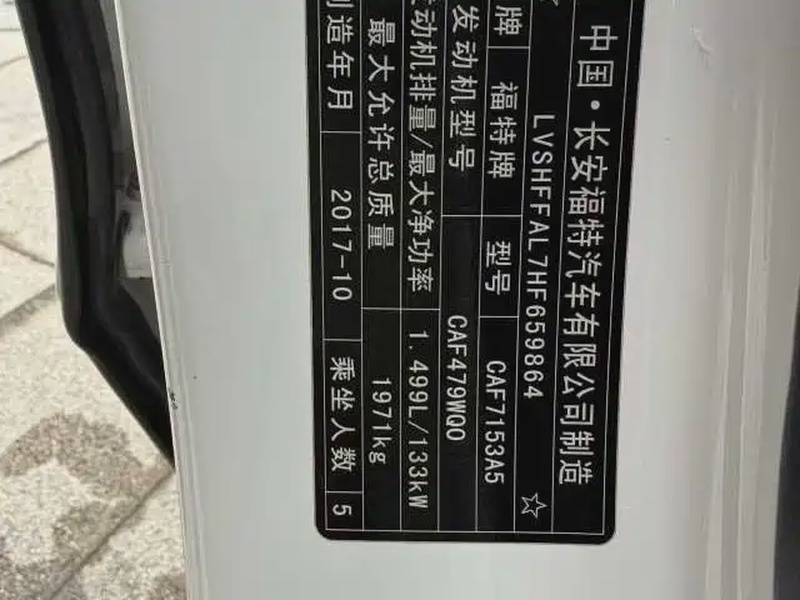 中国·长安福特汽车有限公司制造
LVSHFFAL7HF659864 ☆
牌 福特牌 型号 CAF7153A5
发动机型号 CAF479WQ0
发动机排量/最大净功率 1.499L/133kW
最大允许总质量 1971kg
制造年月 2017-10 乘坐人数 5